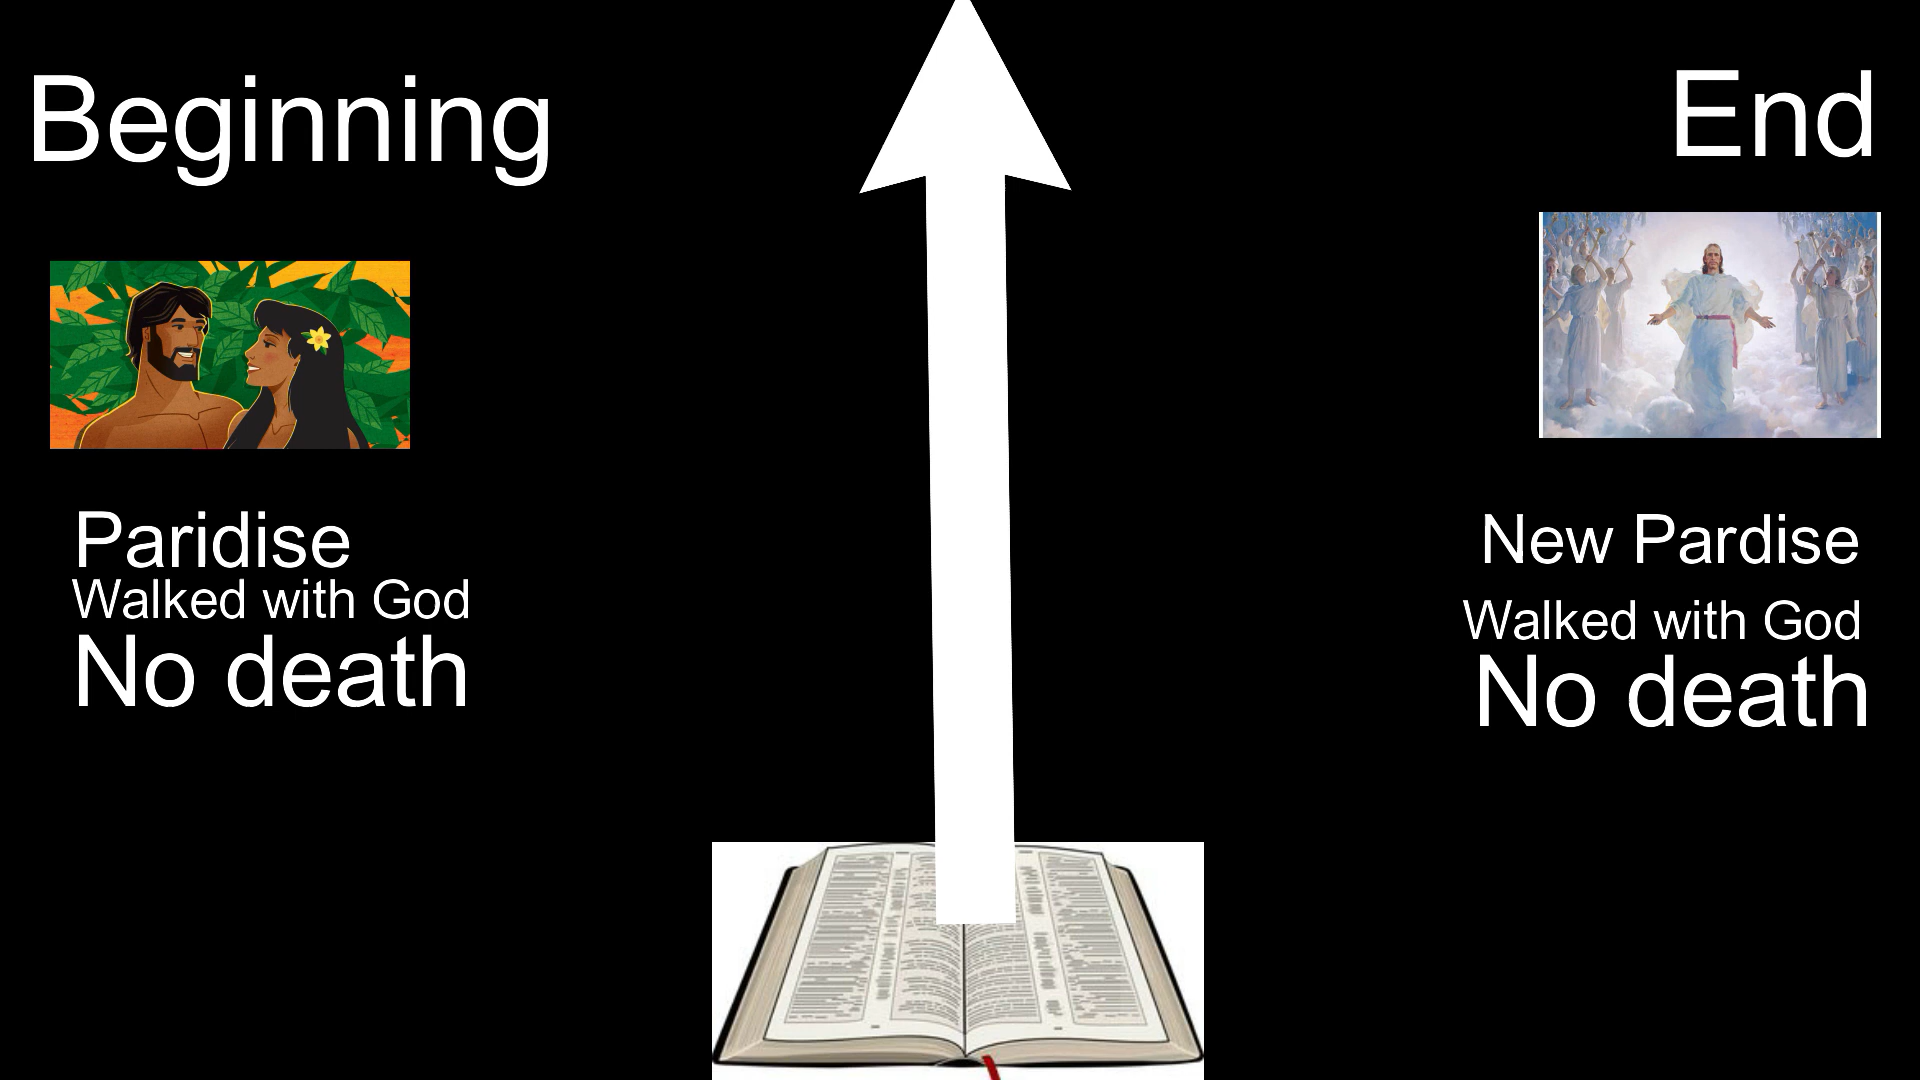 Beginning
End
Paridise
Walked with God
No death
New Pardise
Walked with God
No death